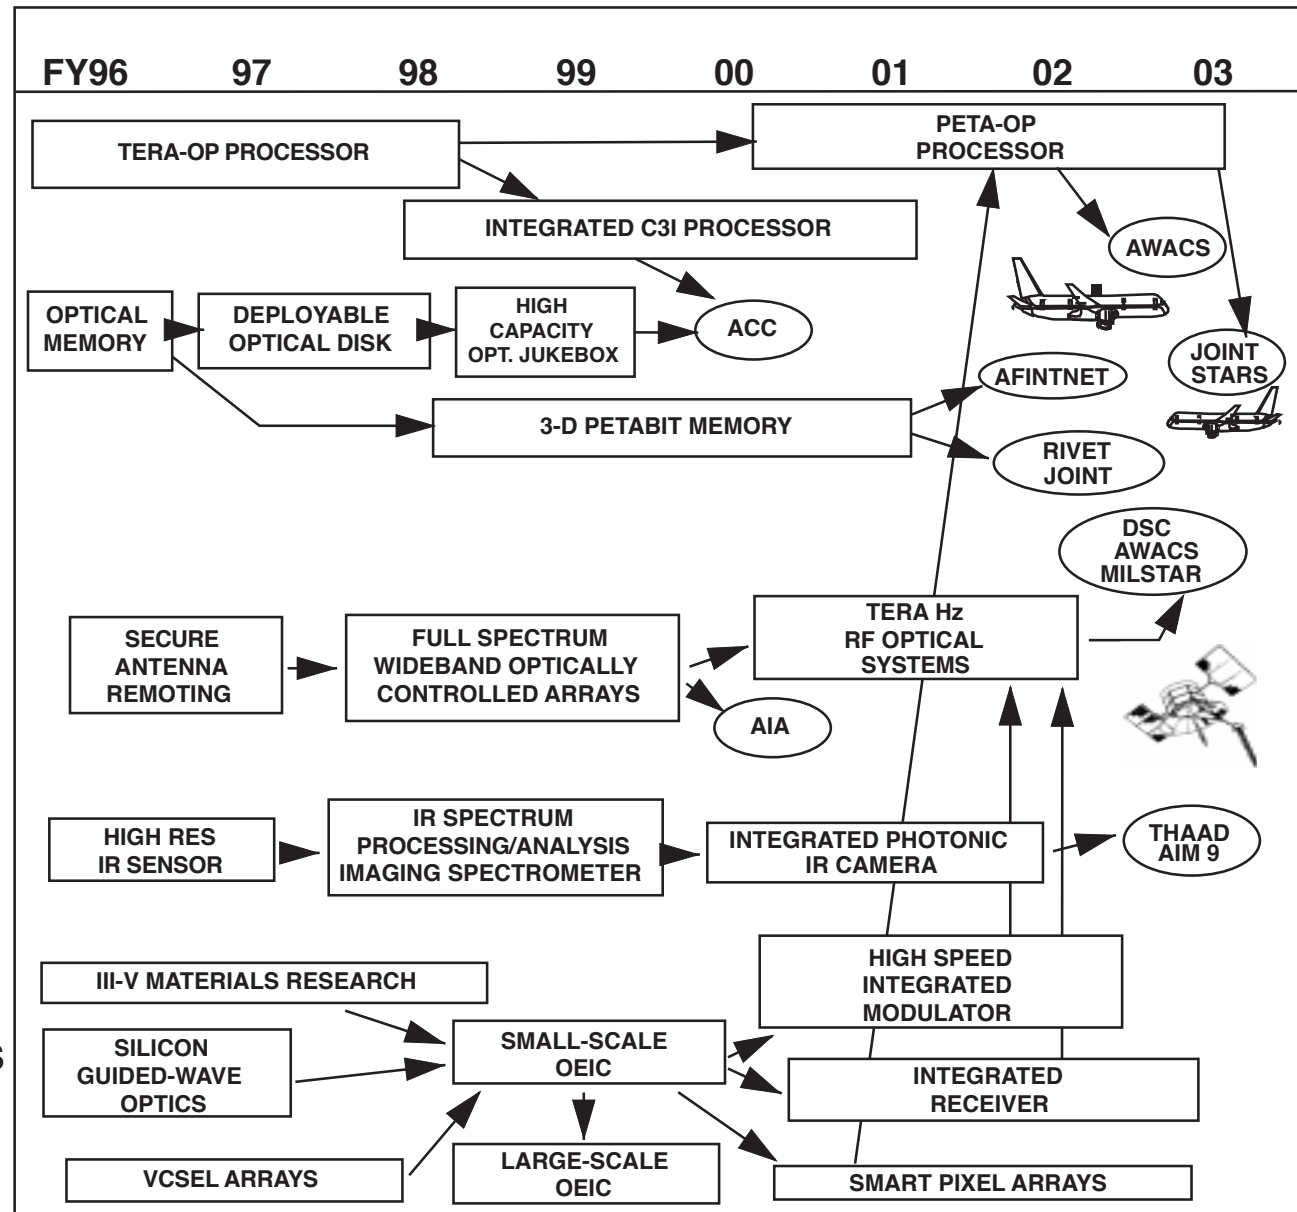 FY96 97 98 99 00 01 02 03
TERA-OP PROCESSOR
PETA-OP
PROCESSOR
INTEGRATED C3I PROCESSOR
AWACS
OPTICAL
MEMORY
DEPLOYABLE
OPTICAL DISK
HIGH
CAPACITY
OPT. JUKEBOX
ACC
JOINT
STARS
AFINTNET
3-D PETABIT MEMORY
RIVET
JOINT
DSC
AWACS
MILSTAR
SECURE
ANTENNA
REMOTING
FULL SPECTRUM
WIDEBAND OPTICALLY
CONTROLLED ARRAYS
TERA Hz
RF OPTICAL
SYSTEMS
AIA
HIGH RES
IR SENSOR
IR SPECTRUM
PROCESSING/ANALYSIS
IMAGING SPECTROMETER
INTEGRATED PHOTONIC
IR CAMERA
THAAD
AIM 9
III-V MATERIALS RESEARCH
HIGH SPEED
INTEGRATED
MODULATOR
S
SILICON
GUIDED-WAVE
OPTICS
SMALL-SCALE
OEIC
INTEGRATED
RECEIVER
VCSEL ARRAYS
LARGE-SCALE
OEIC
SMART PIXEL ARRAYS